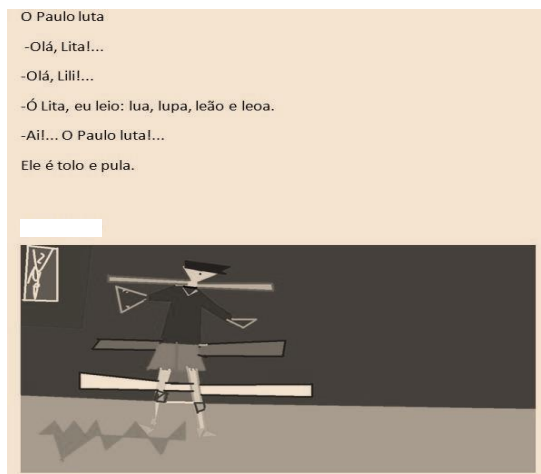 O Paulo luta
-Olá, Lita!...
-Olá, Lili!...
-Ó Lita, eu leio: lua, lupa, leão e leoa.
-Ai!... O Paulo luta!...
Ele é tolo e pula.